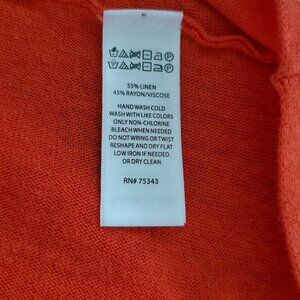 55% LINEN
45% RAYON/VISCOSE
HAND WASH COLD
WASH WITH LIKE COLORS
ONLY NON-CHLORINE
BLEACH WHEN NEEDED
DO NOT WRING OR TWIST
RESHAPE AND DRY FLAT
LOW IRON IF NEEDED
OR DRY CLEAN
RN# 75343